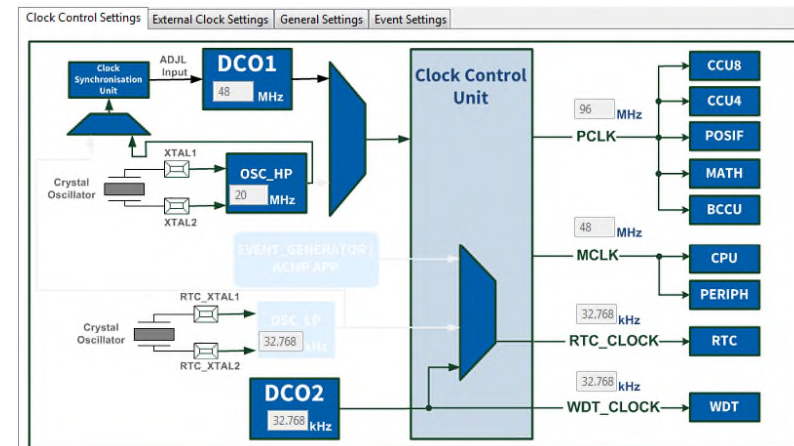 Clock Control Settings
External Clock Settings
General Settings
Event Settings
Clock
Synchronisation
Unit
ADJL
Input
DCO1
48 MHz
Clock Control
Unit
XTAL1
Crystal
Oscillator
OSC_HP
20 MHz
XTAL2
EVENT_GENERATOR /
ACMP APP
RTC_XTAL1
Crystal
Oscillator
OSC_LP
32.768 kHz
RTC_XTAL2
DCO2
32.768 kHz
96 MHz
PCLK
CCU8
CCU4
POSIF
MATH
BCCU
48 MHz
MCLK
CPU
PERIPH
32.768 kHz
RTC_CLOCK
RTC
32.768 kHz
WDT_CLOCK
WDT